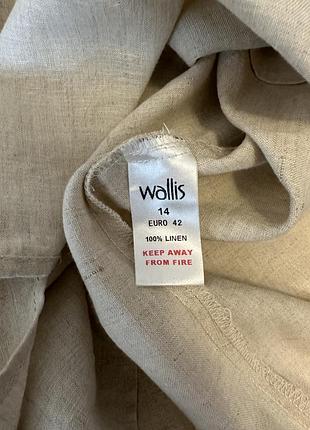 wallis
14
EURO 42
100% LINEN
KEEP AWAY
FROM FIRE